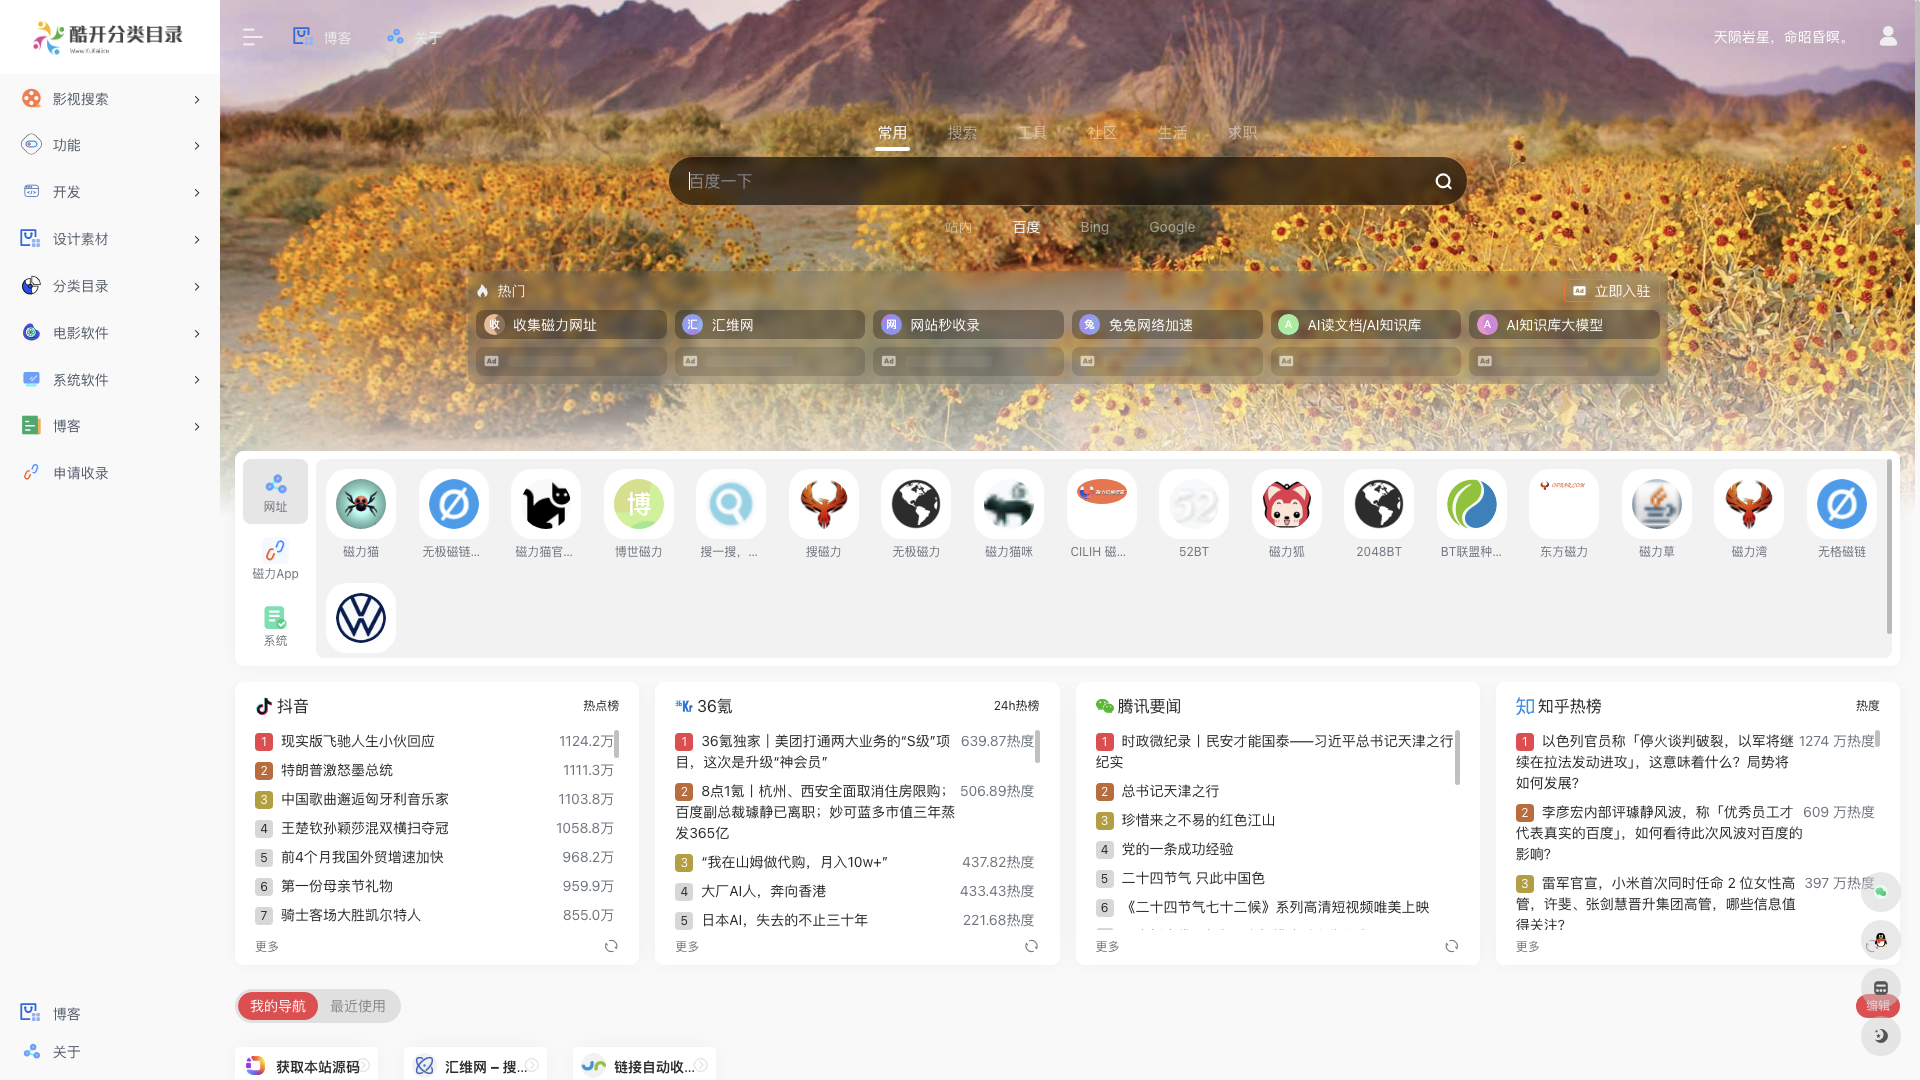 酷开分类目录
影视搜索
功能
开发
设计素材
分类目录
电影软件
系统软件
博客
申请收录
博客
关于
博客
关于
天陨岩星，命昭昏暝。
常用
搜索
工具
社区
生活
求职
百度一下
站内
百度
Bing
Google
热门
立即入驻
收 收集磁力网址
汇 汇维网
网 网站秒收录
兔 兔兔网络加速
A AI读文档/AI知识库
A AI知识库大模型
Ad
Ad
Ad
Ad
Ad
Ad
网址
磁力App
系统
磁力猫
无极磁链...
磁力猫官...
博
博世磁力
搜一搜，...
搜磁力
无极磁力
磁力猫咪
CILIH 磁...
52
52BT
磁力狐
2048BT
BT联盟种...
东方磁力
磁力草
磁力湾
无格磁链
抖音
热点榜
1 现实版飞驰人生小伙回应 1124.2万
2 特朗普激怒墨总统 1111.3万
3 中国歌曲邂逅匈牙利音乐家 1103.8万
4 王楚钦孙颖莎混双横扫夺冠 1058.8万
5 前4个月我国外贸增速加快 968.2万
6 第一份母亲节礼物 959.9万
7 骑士客场大胜凯尔特人 855.0万
更多
36Kr 36氪
24h热榜
1 36氪独家丨美团打通两大业务的“S级”项 639.87热度
目，这次是升级“神会员”
2 8点1氪丨杭州、西安全面取消住房限购； 506.89热度
百度副总裁璩静已离职；妙可蓝多市值三年蒸
发365亿
3 “我在山姆做代购，月入10w+” 437.82热度
4 大厂AI人，奔向香港 433.43热度
5 日本AI，失去的不止三十年 221.68热度
更多
腾讯要闻
1 时政微纪录丨民安才能国泰——习近平总书记天津之行
纪实
2 总书记天津之行
3 珍惜来之不易的红色江山
4 党的一条成功经验
5 二十四节气 只此中国色
6 《二十四节气七十二候》系列高清短视频唯美上映
更多
知 知乎热榜
热度
1 以色列官员称「停火谈判破裂，以军将继 1274 万热度
续在拉法发动进攻」，这意味着什么？局势将
如何发展?
2 李彦宏内部评璩静风波，称「优秀员工才 609 万热度
代表真实的百度」，如何看待此次风波对百度的
影响?
3 雷军官宣，小米首次同时任命 2 位女性高 397 万热度
管，许斐、张剑慧晋升集团高管，哪些信息值
得关注?
更多
我的导航
最近使用
编辑
获取本站源码
汇维网 – 搜...
链接自动收...